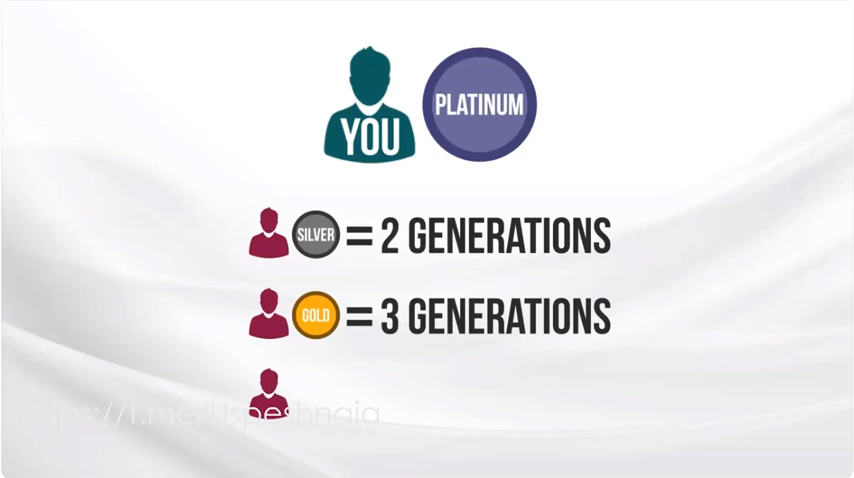 YOU PLATINUM
SILVER = 2 GENERATIONS
GOLD = 3 GENERATIONS